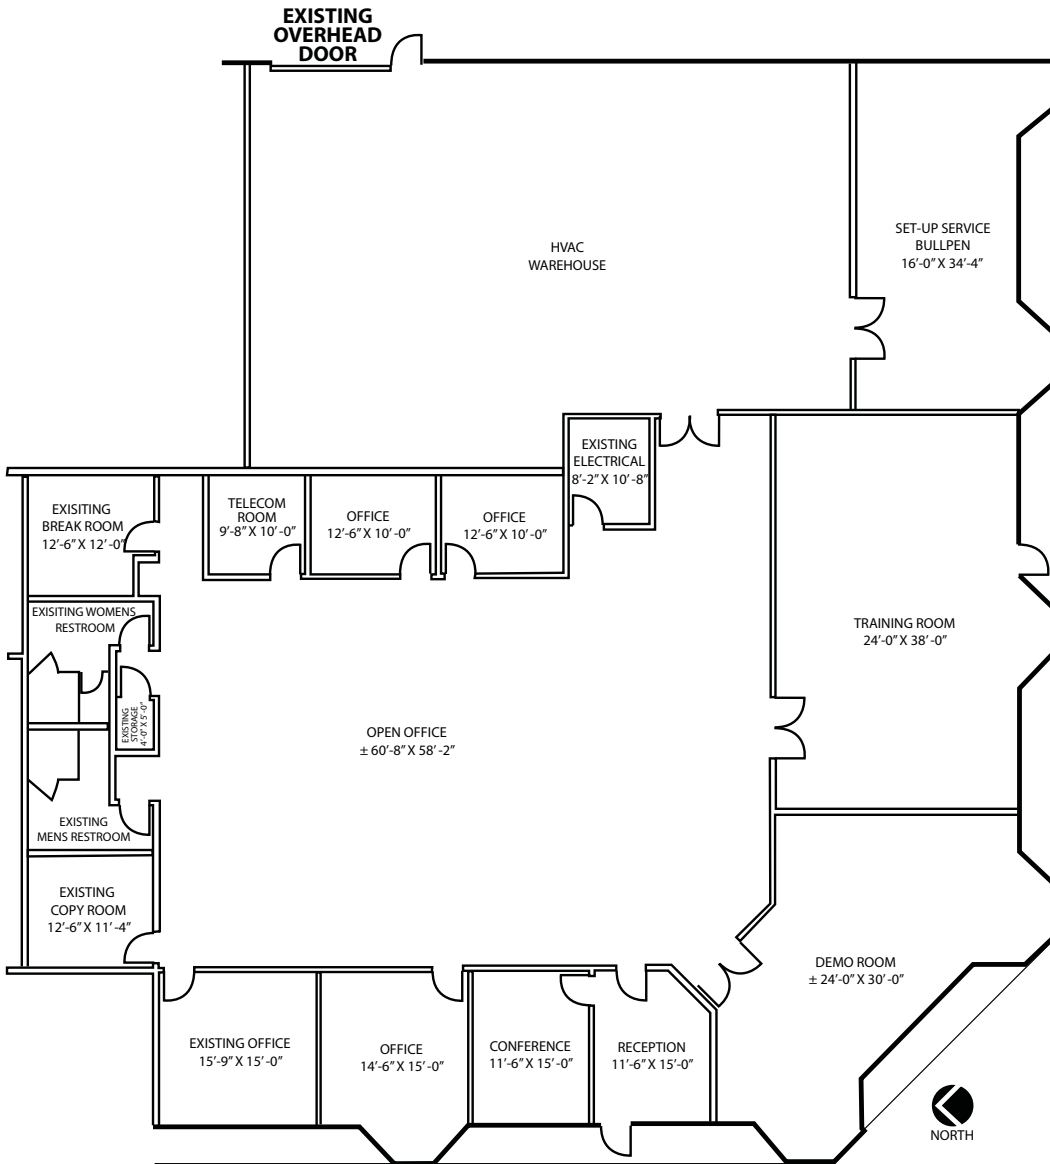 EXISTING
OVERHEAD
DOOR
HVAC
WAREHOUSE
SET-UP SERVICE
BULLPEN
16'-0" X 34'-4"
EXISTING
ELECTRICAL
8'-2" X 10'-8"
TELECOM
ROOM
9'-8" X 10'-0"
OFFICE
12'-6" X 10'-0"
OFFICE
12'-6" X 10'-0"
EXISITING
BREAK ROOM
12'-6" X 12'-0"
EXISITING WOMENS
RESTROOM
EXISTING
STORAGE
4'-0" X 5'-0"
TRAINING ROOM
24'-0" X 38'-0"
OPEN OFFICE
± 60'-8" X 58'-2"
EXISTING
MENS RESTROOM
EXISTING
COPY ROOM
12'-6" X 11'-4"
DEMO ROOM
± 24'-0" X 30'-0"
EXISTING OFFICE
15'-9" X 15'-0"
OFFICE
14'-6" X 15'-0"
CONFERENCE
11'-6" X 15'-0"
RECEPTION
11'-6" X 15'-0"
NORTH